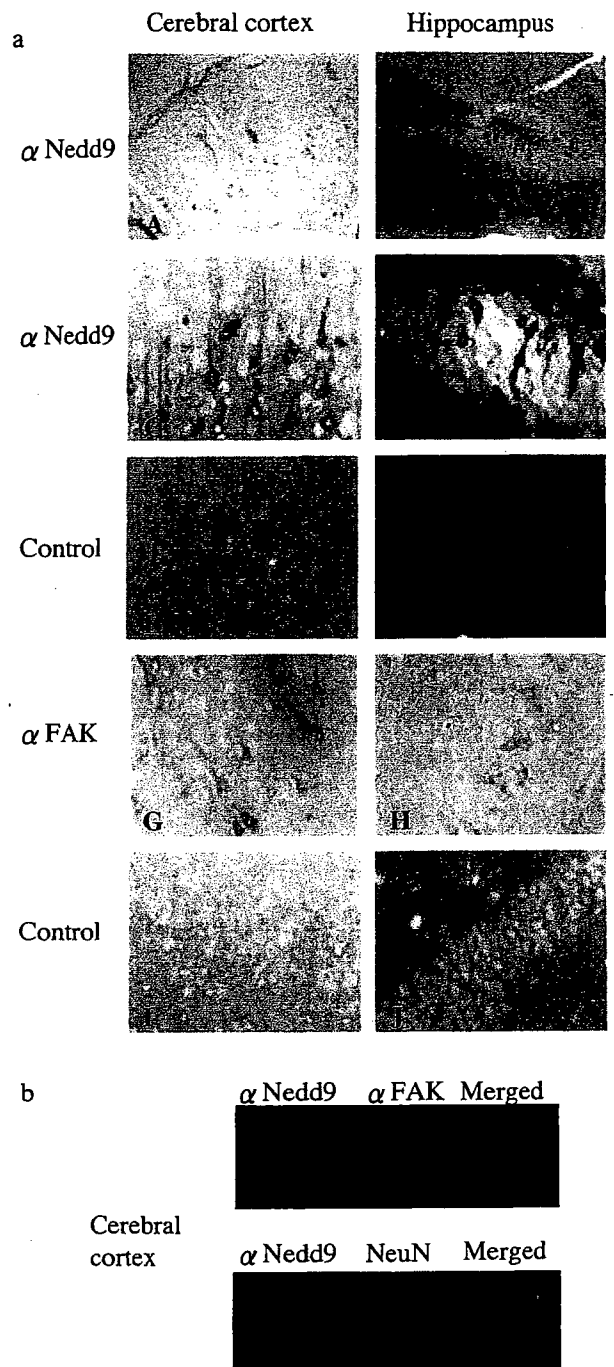 Cerebral cortex Hippocampus
a
α Nedd9
A
α Nedd9
Control
α FAK
G H
Control
I J
b
α Nedd9 α FAK Merged
Cerebral
cortex
α Nedd9 NeuN Merged